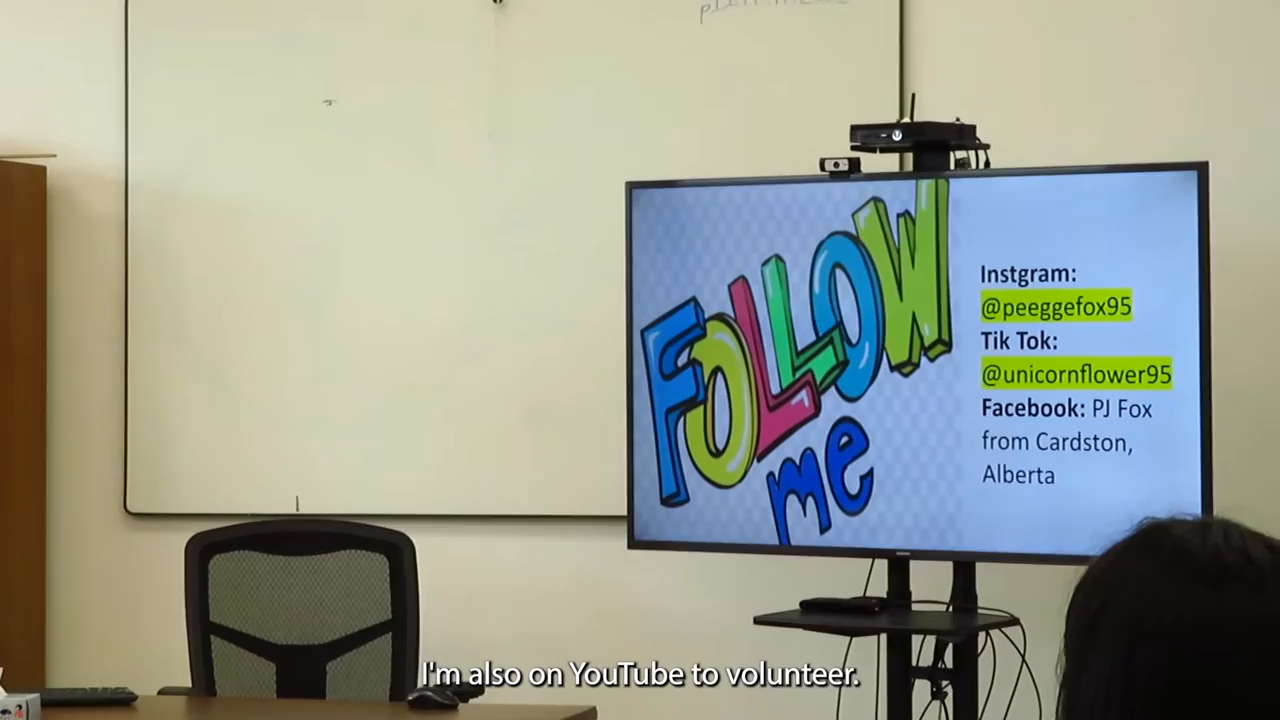 FOLLOW
me
Instgram:
@peeggefox95
Tik Tok:
@unicornflower95
Facebook: PJ Fox
from Cardston,
Alberta
I'm also on YouTube to volunteer.